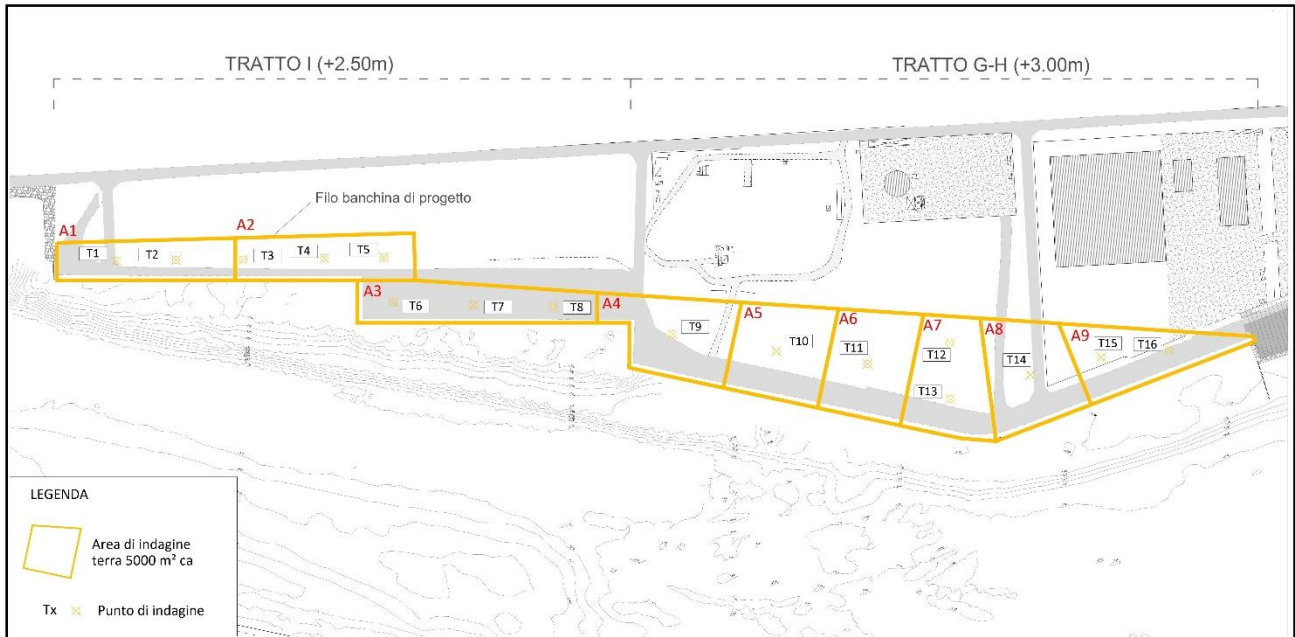 TRATTO I (+2.50m)
TRATTO G-H (+3.00m)
Filo banchina di progetto
A1
A2
T1
T2
T3
T4
T5
A3
A4
A5
A6
A7
A8
A9
T6
T7
T8
T9
T10
T11
T12
T13
T14
T15
T16
LEGENDA
Area di indagine
terra 5000 m² ca
Tx
Punto di indagine